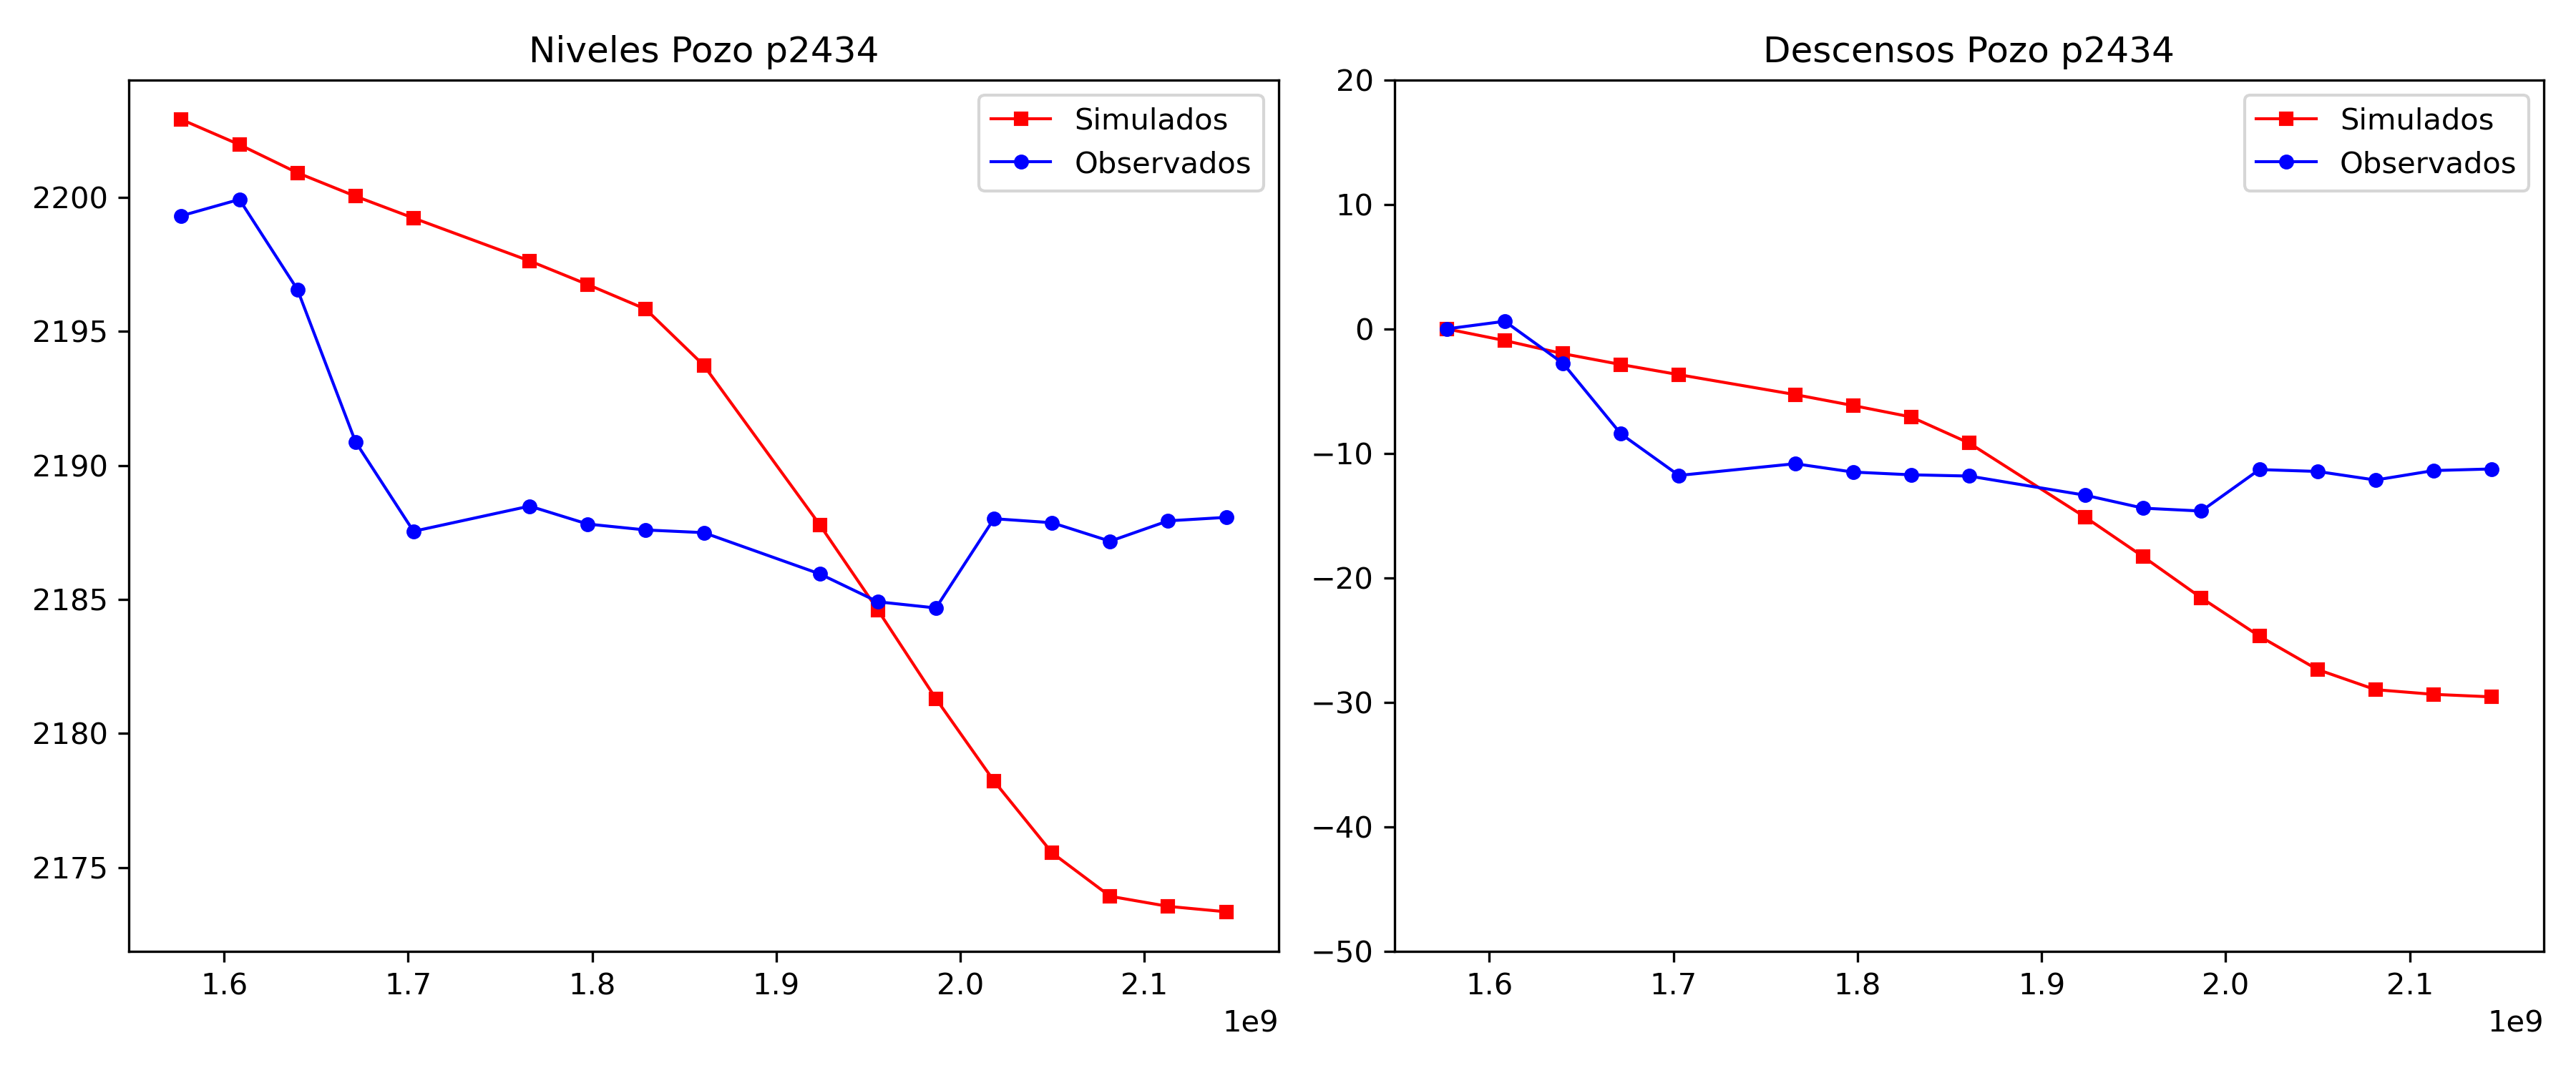 Niveles Pozo p2434
Simulados
Observados
2200
2195
2190
2185
2180
2175
1.6 1.7 1.8 1.9 2.0 2.1
1e9
Descensos Pozo p2434
Simulados
Observados
20
10
0
−10
−20
−30
−40
−50
1.6 1.7 1.8 1.9 2.0 2.1
1e9